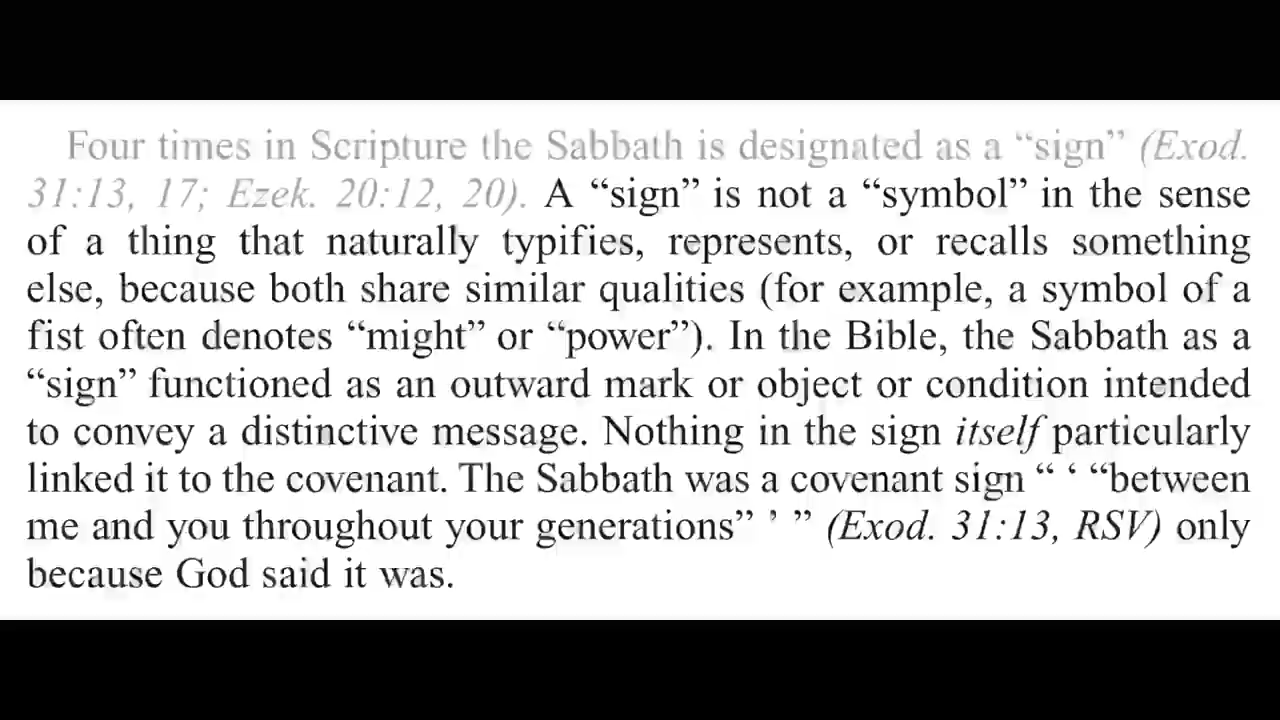 Four times in Scripture the Sabbath is designated as a “sign” (Exod.
31:13, 17; Ezek. 20:12, 20). A “sign” is not a “symbol” in the sense
of a thing that naturally typifies, represents, or recalls something
else, because both share similar qualities (for example, a symbol of a
fist often denotes “might” or “power”). In the Bible, the Sabbath as a
“sign” functioned as an outward mark or object or condition intended
to convey a distinctive message. Nothing in the sign itself particularly
linked it to the covenant. The Sabbath was a covenant sign “ ‘ “between
me and you throughout your generations” ’ ” (Exod. 31:13, RSV) only
because God said it was.